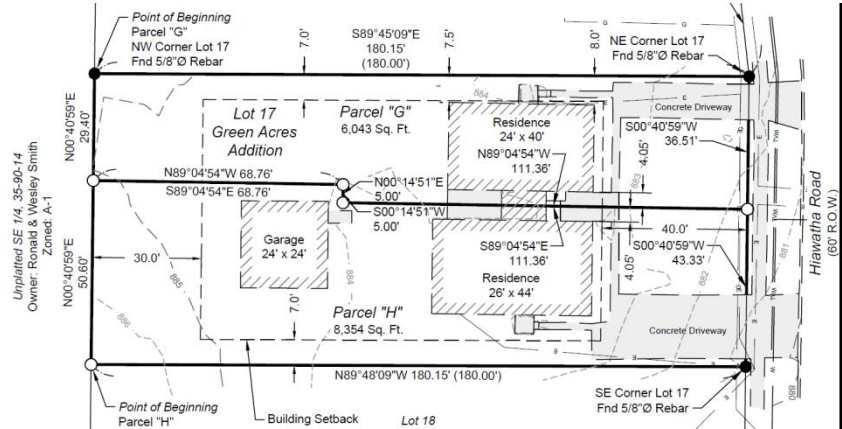 Point of Beginning
Parcel "G"
NW Corner Lot 17
Fnd 5/8"Ø Rebar
7.0'
S89°45'09"E
180.15'
(180.00')
7.5'
8.0'
NE Corner Lot 17
Fnd 5/8"Ø Rebar
884
Concrete Driveway
Lot 17
Green Acres
Addition
Parcel "G"
6,043 Sq. Ft.
Residence
24' x 40'
N89°04'54"W
111.36'
S00°40'59"W
36.51'
4.05'
N00°40'59"E
29.40'
N89°04'54"W 68.76'
S89°04'54"E 68.76'
N00°14'51"E
5.00'
S00°14'51"W
5.00'
883
Unplatted SE 1/4, 35-90-14
Owner: Ronald & Wesley Smith
Zoned: A-1
Hiawatha Road
(60' R.O.W.)
Garage
24' x 24'
S89°04'54"E
111.36'
40.0'
S00°40'59"W
43.33'
4.05'
Residence
26' x 44'
N00°40'59"E
50.60'
30.0'
885
884
882
881
886
7.0'
Parcel "H"
8,354 Sq. Ft.
Concrete Driveway
N89°48'09"W 180.15' (180.00')
880
Point of Beginning
Parcel "H"
Building Setback
Lot 18
SE Corner Lot 17
Fnd 5/8"Ø Rebar